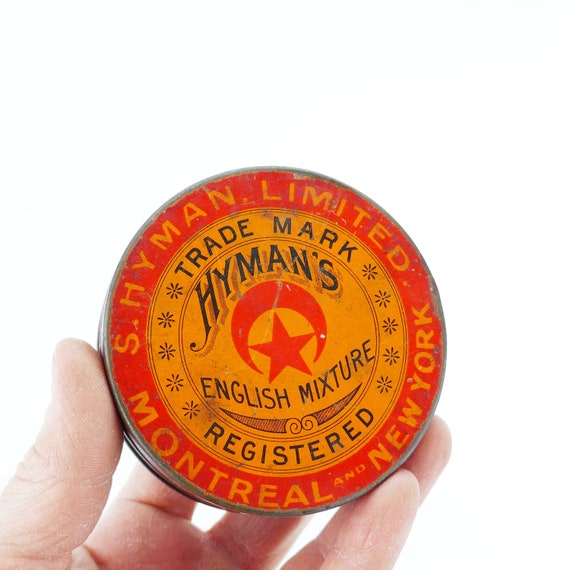 S. HYMAN, LIMITED
TRADE MARK
HYMAN'S
ENGLISH MIXTURE
REGISTERED
MONTREAL AND NEW YORK